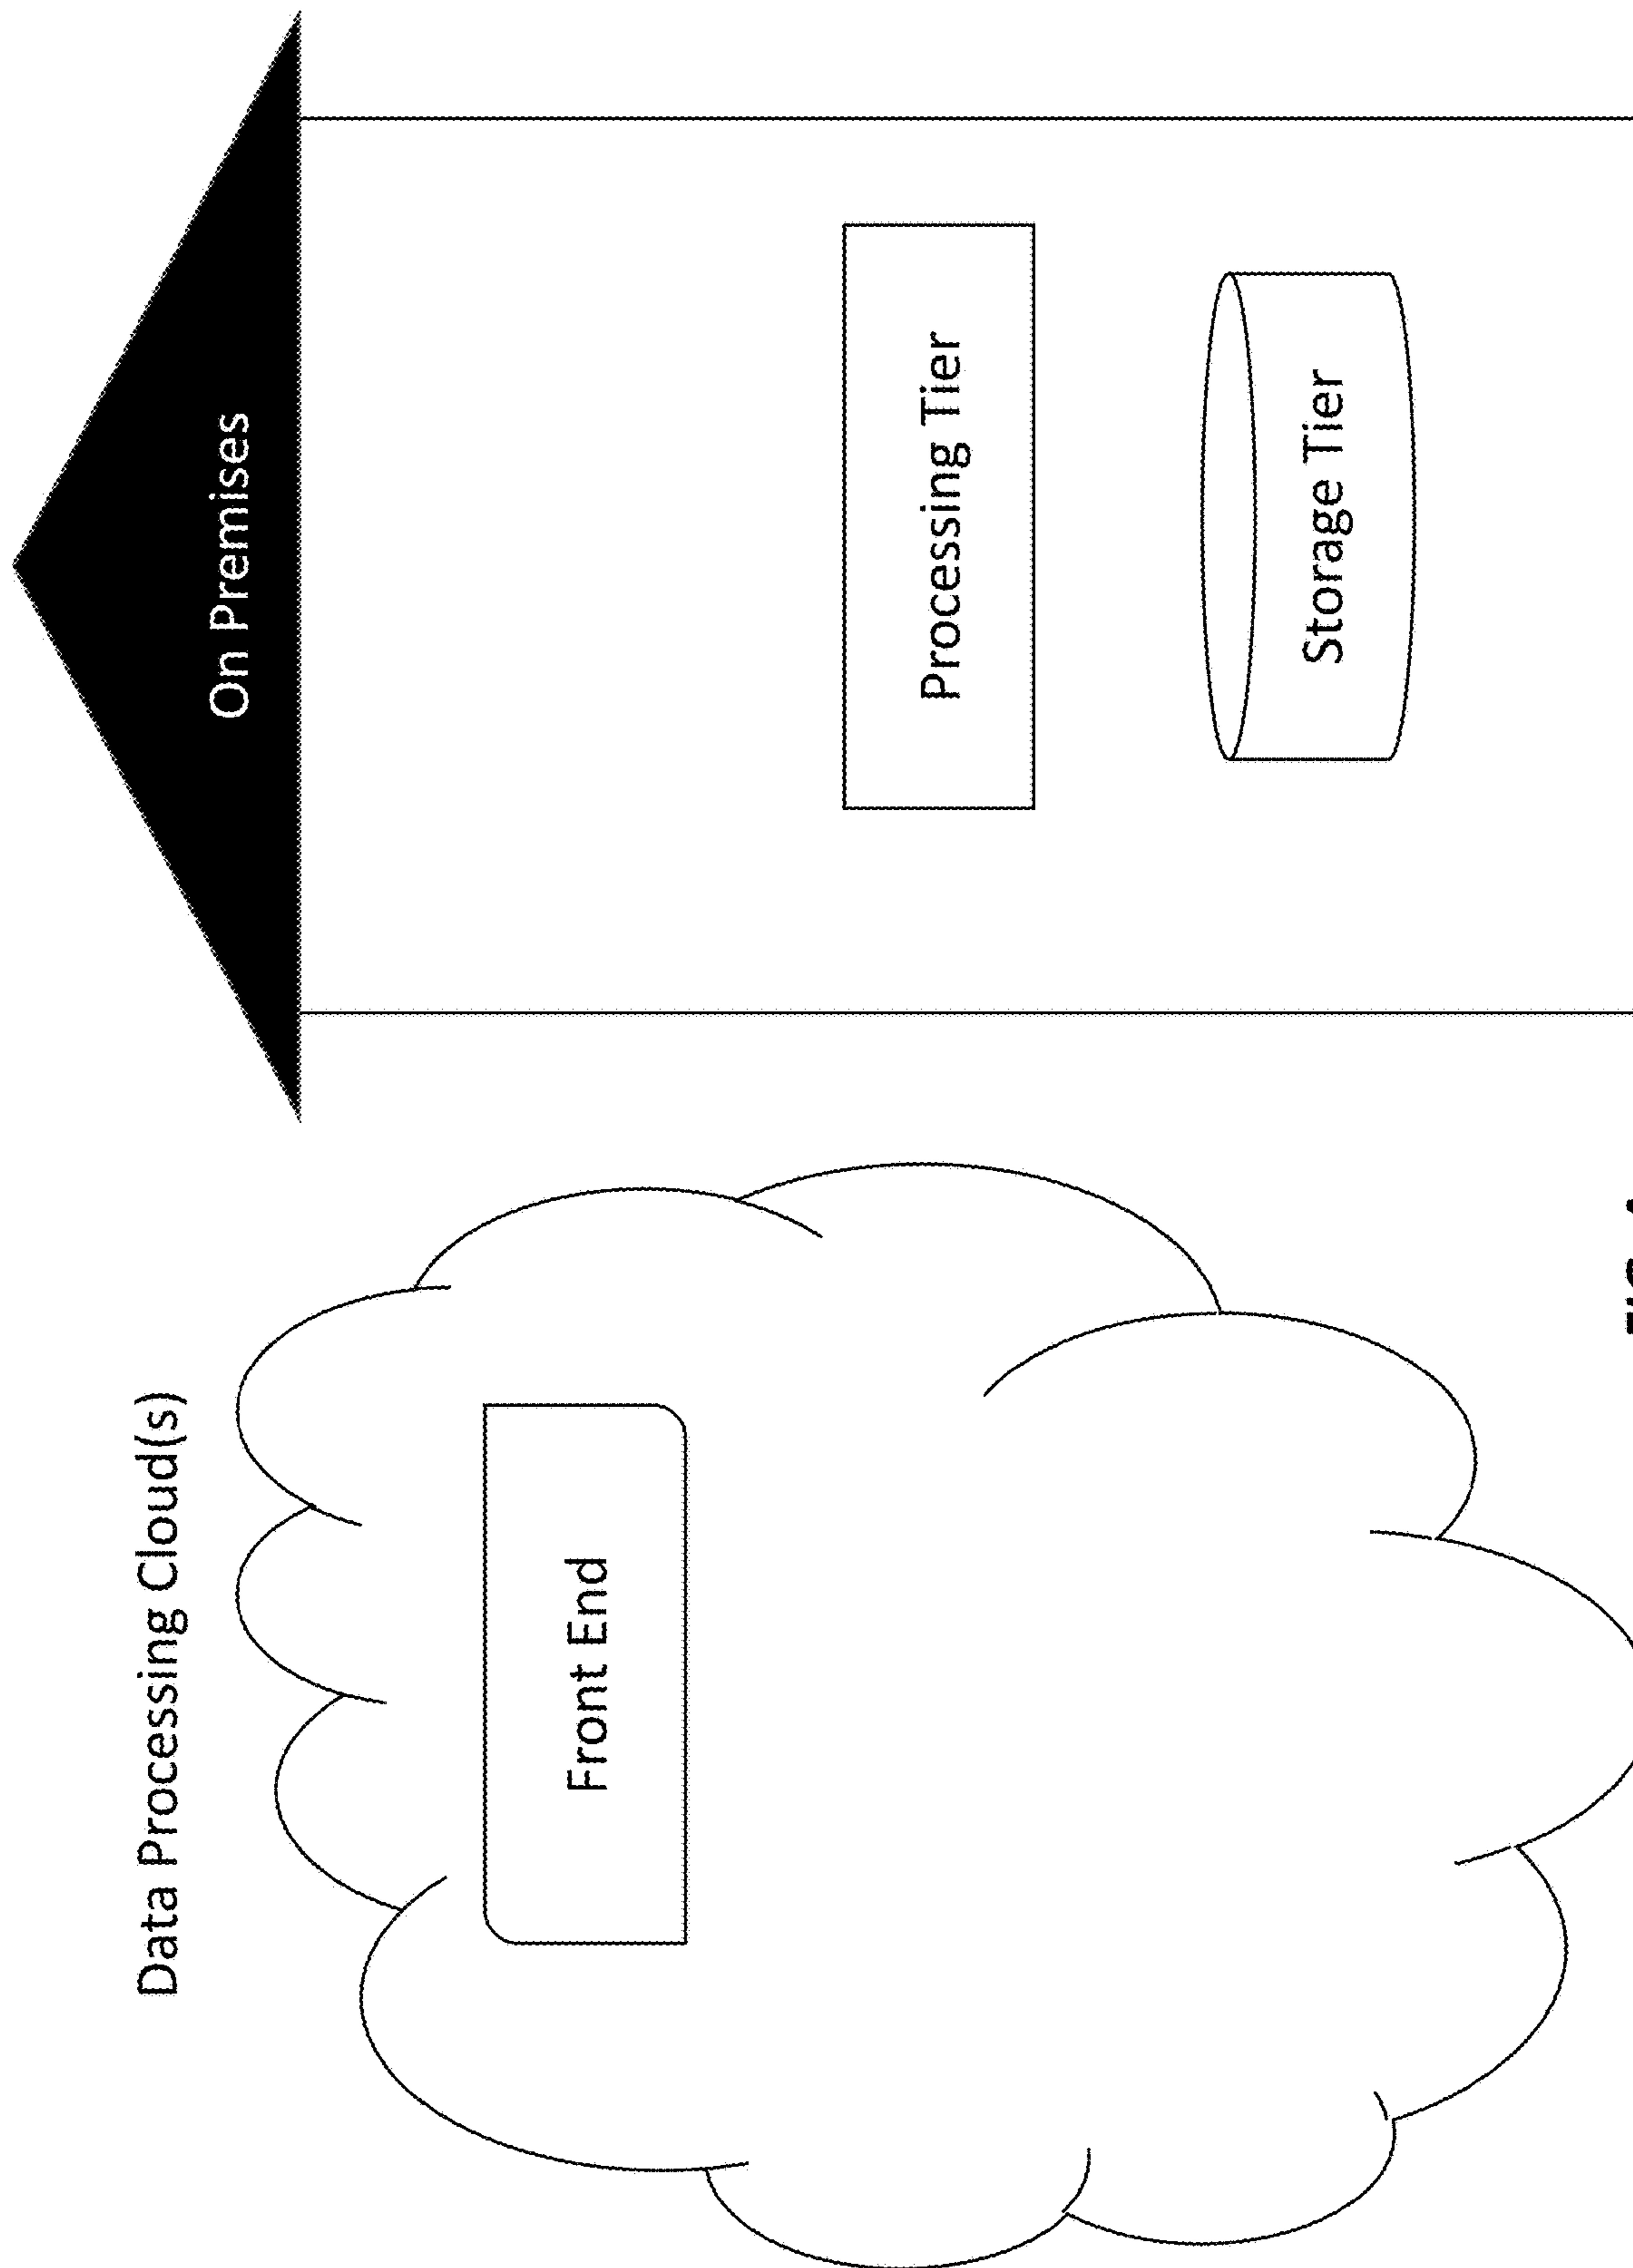 Data Processing Cloud(s)
On Premises
Front End
Processing Tier
Storage Tier